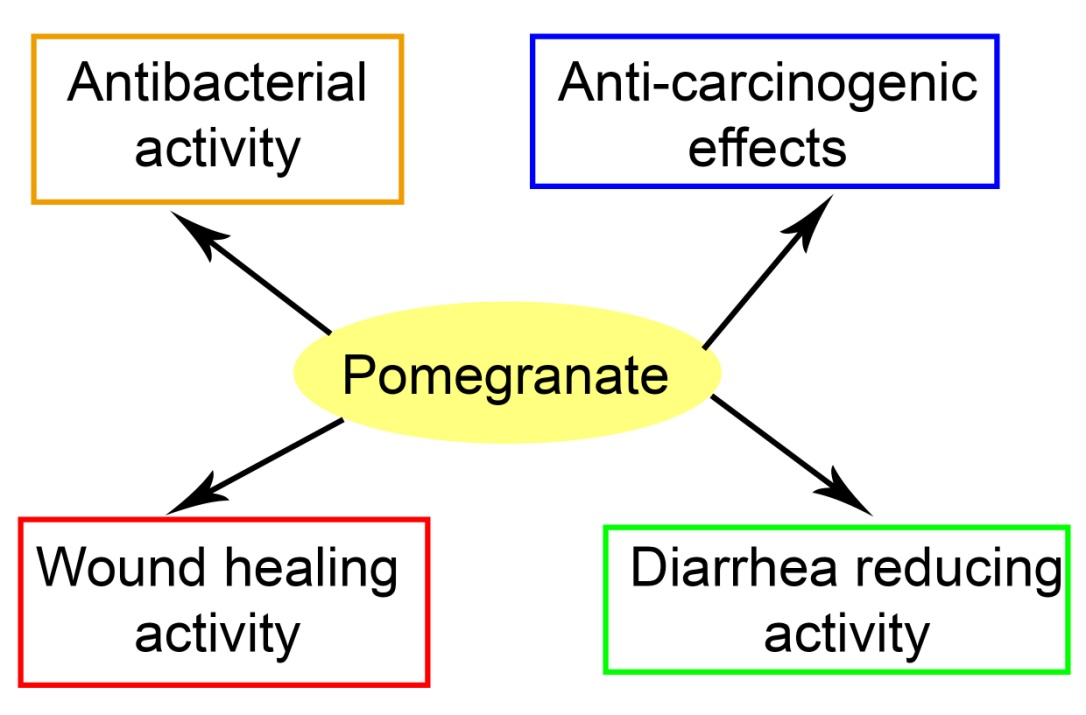 Antibacterial
activity
Anti-carcinogenic
effects
Pomegranate
Wound healing
activity
Diarrhea reducing
activity